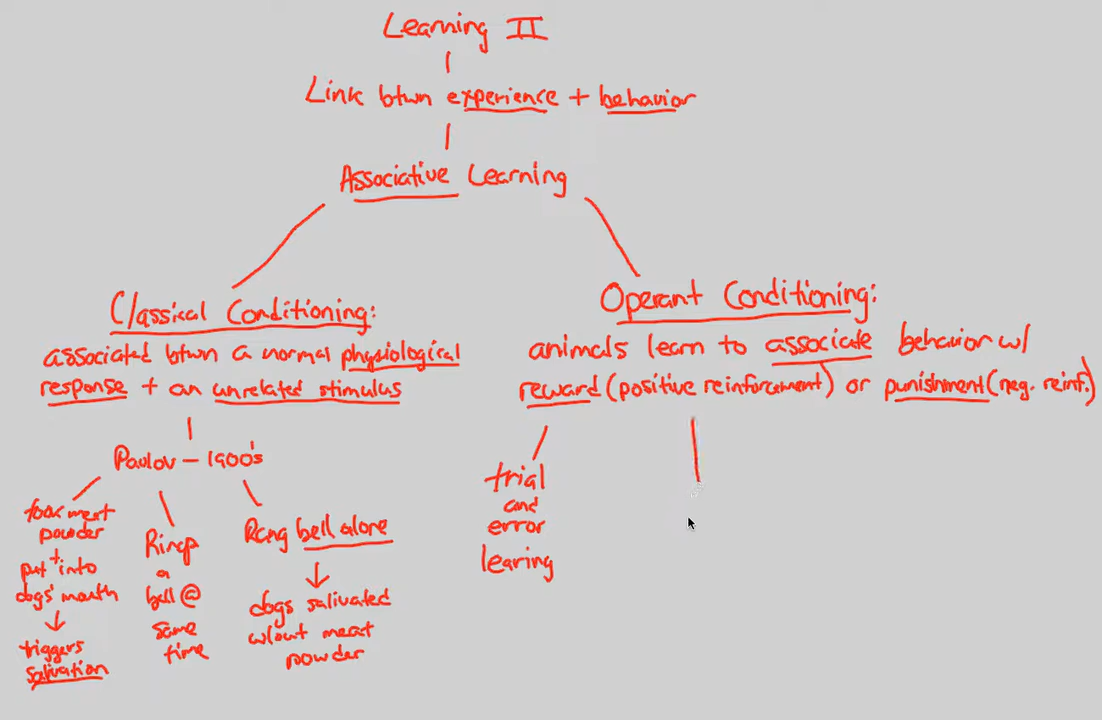 Learning II
Link btwn experience + behavior
Associative Learning
Classical Conditioning:
associated btwn a normal physiological
response + an unrelated stimulus
Pavlov - 1900's
took meat
powder
+
put into
dogs' mouth
triggers
salivation
Ring
a
bell @
same
time
Rang bell alone
dogs salivated
w/out meat
powder
Operant Conditioning:
animals learn to associate behavior w/
reward (positive reinforcement) or punishment (neg. reinf.)
trial
and
error
learing